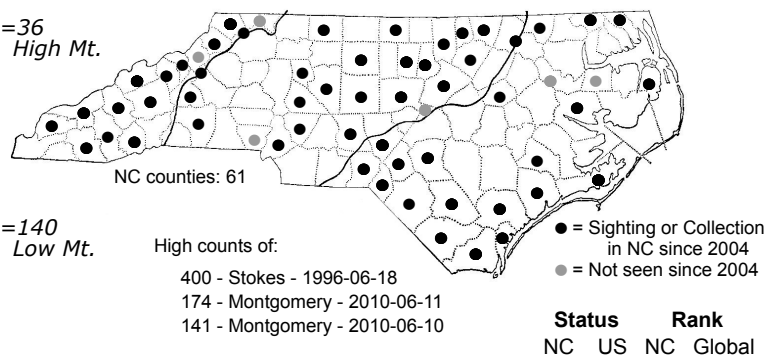 =36
High Mt.
NC counties: 61
=140
Low Mt.
High counts of:
400 - Stokes - 1996-06-18
174 - Montgomery - 2010-06-11
141 - Montgomery - 2010-06-10
= Sighting or Collection
in NC since 2004
= Not seen since 2004
Status Rank
NC US NC Global